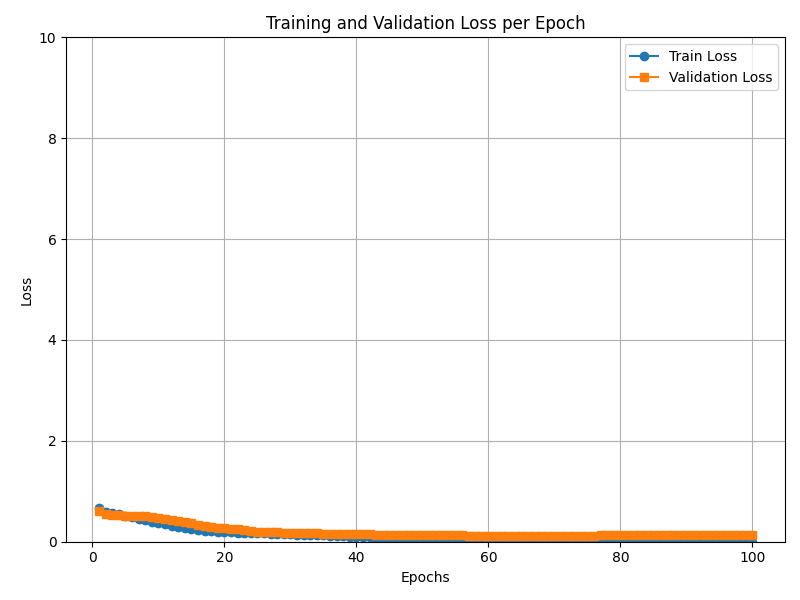 Training and Validation Loss per Epoch
Train Loss
Validation Loss
Loss
10
8
6
4
2
0
0 20 40 60 80 100
Epochs